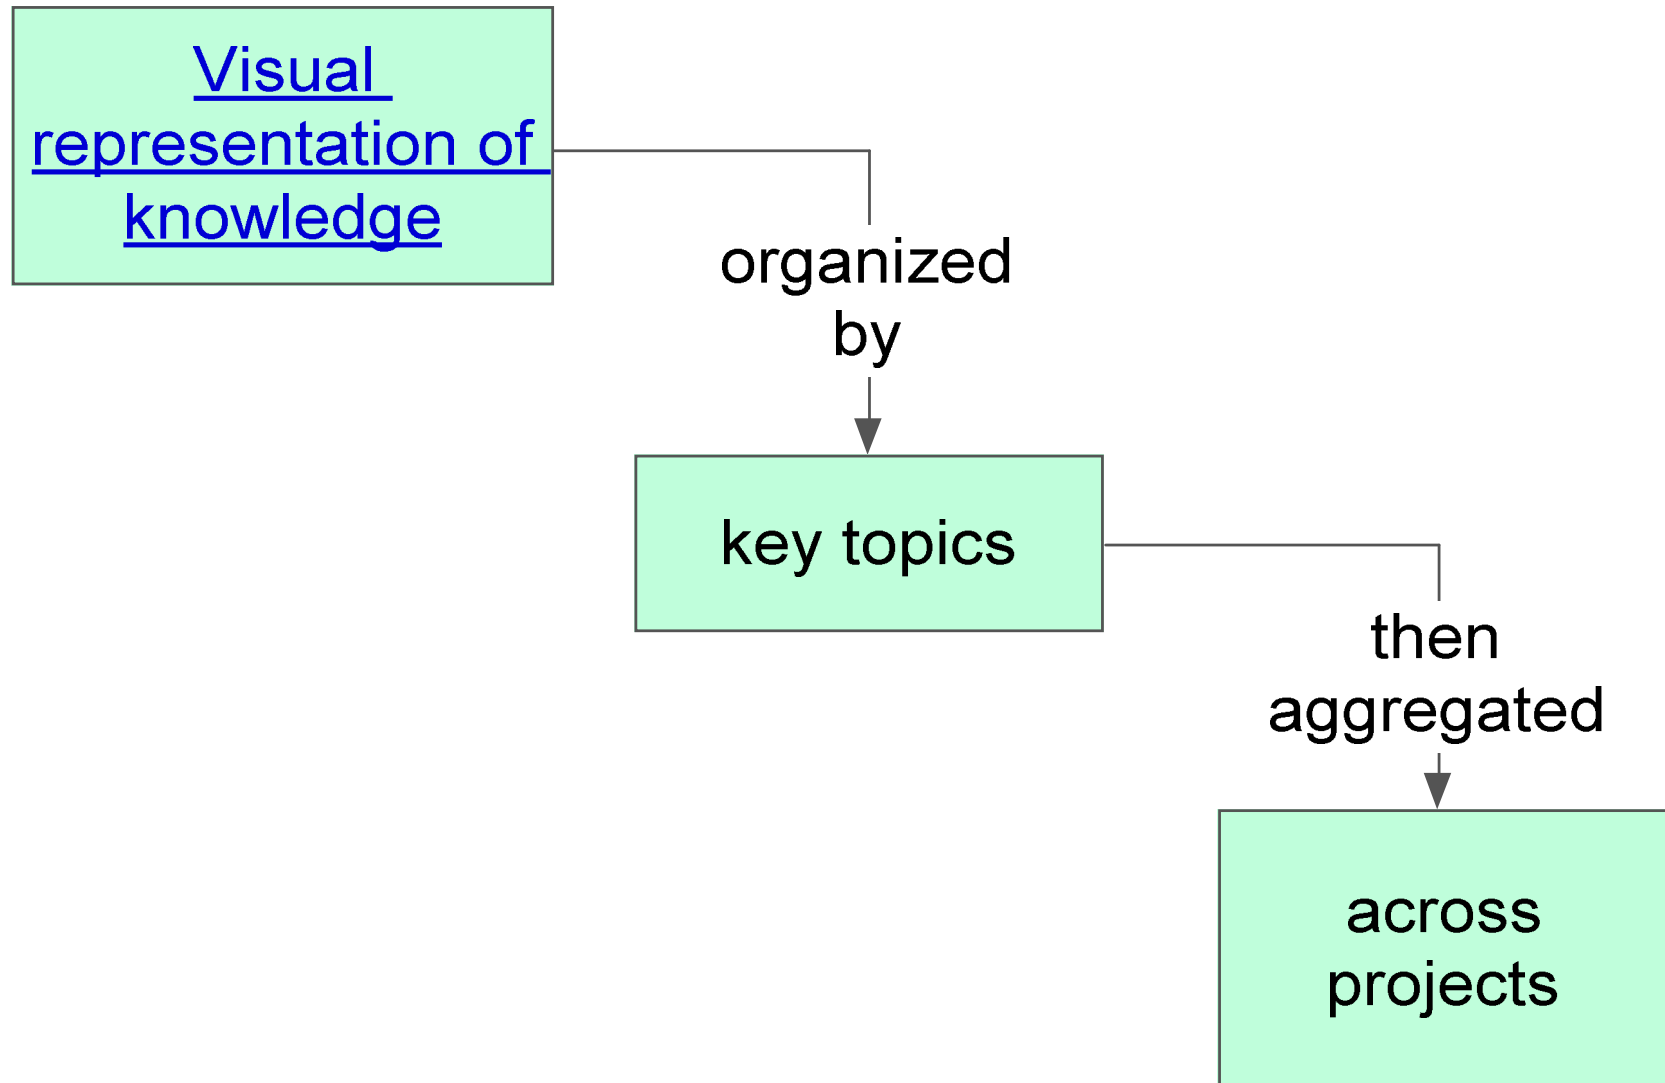 Visual
representation of
knowledge
organized
by
key topics
then
aggregated
across
projects